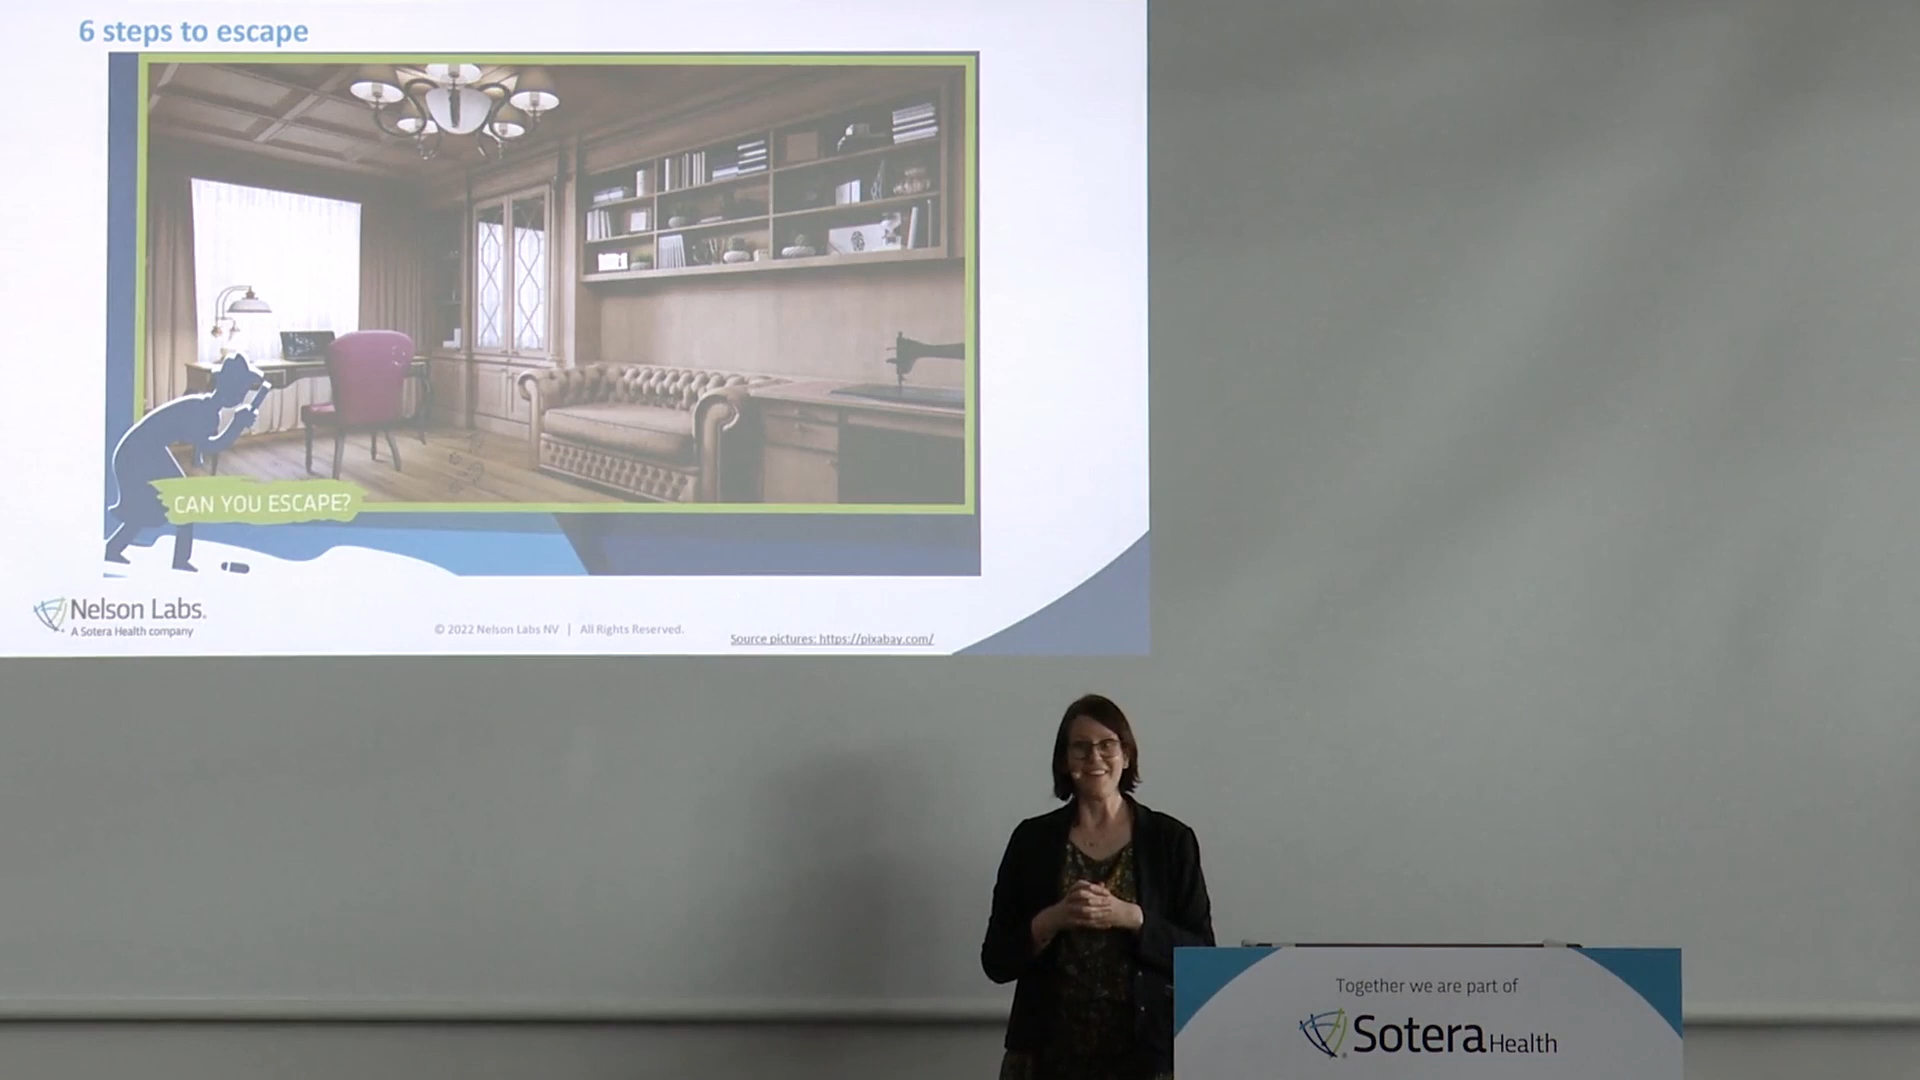 6 steps to escape
CAN YOU ESCAPE?
Nelson Labs.
A Sotera Health company
© 2022 Nelson Labs NV | All Rights Reserved.
Source pictures: https://pixabay.com/
Together we are part of
Sotera Health